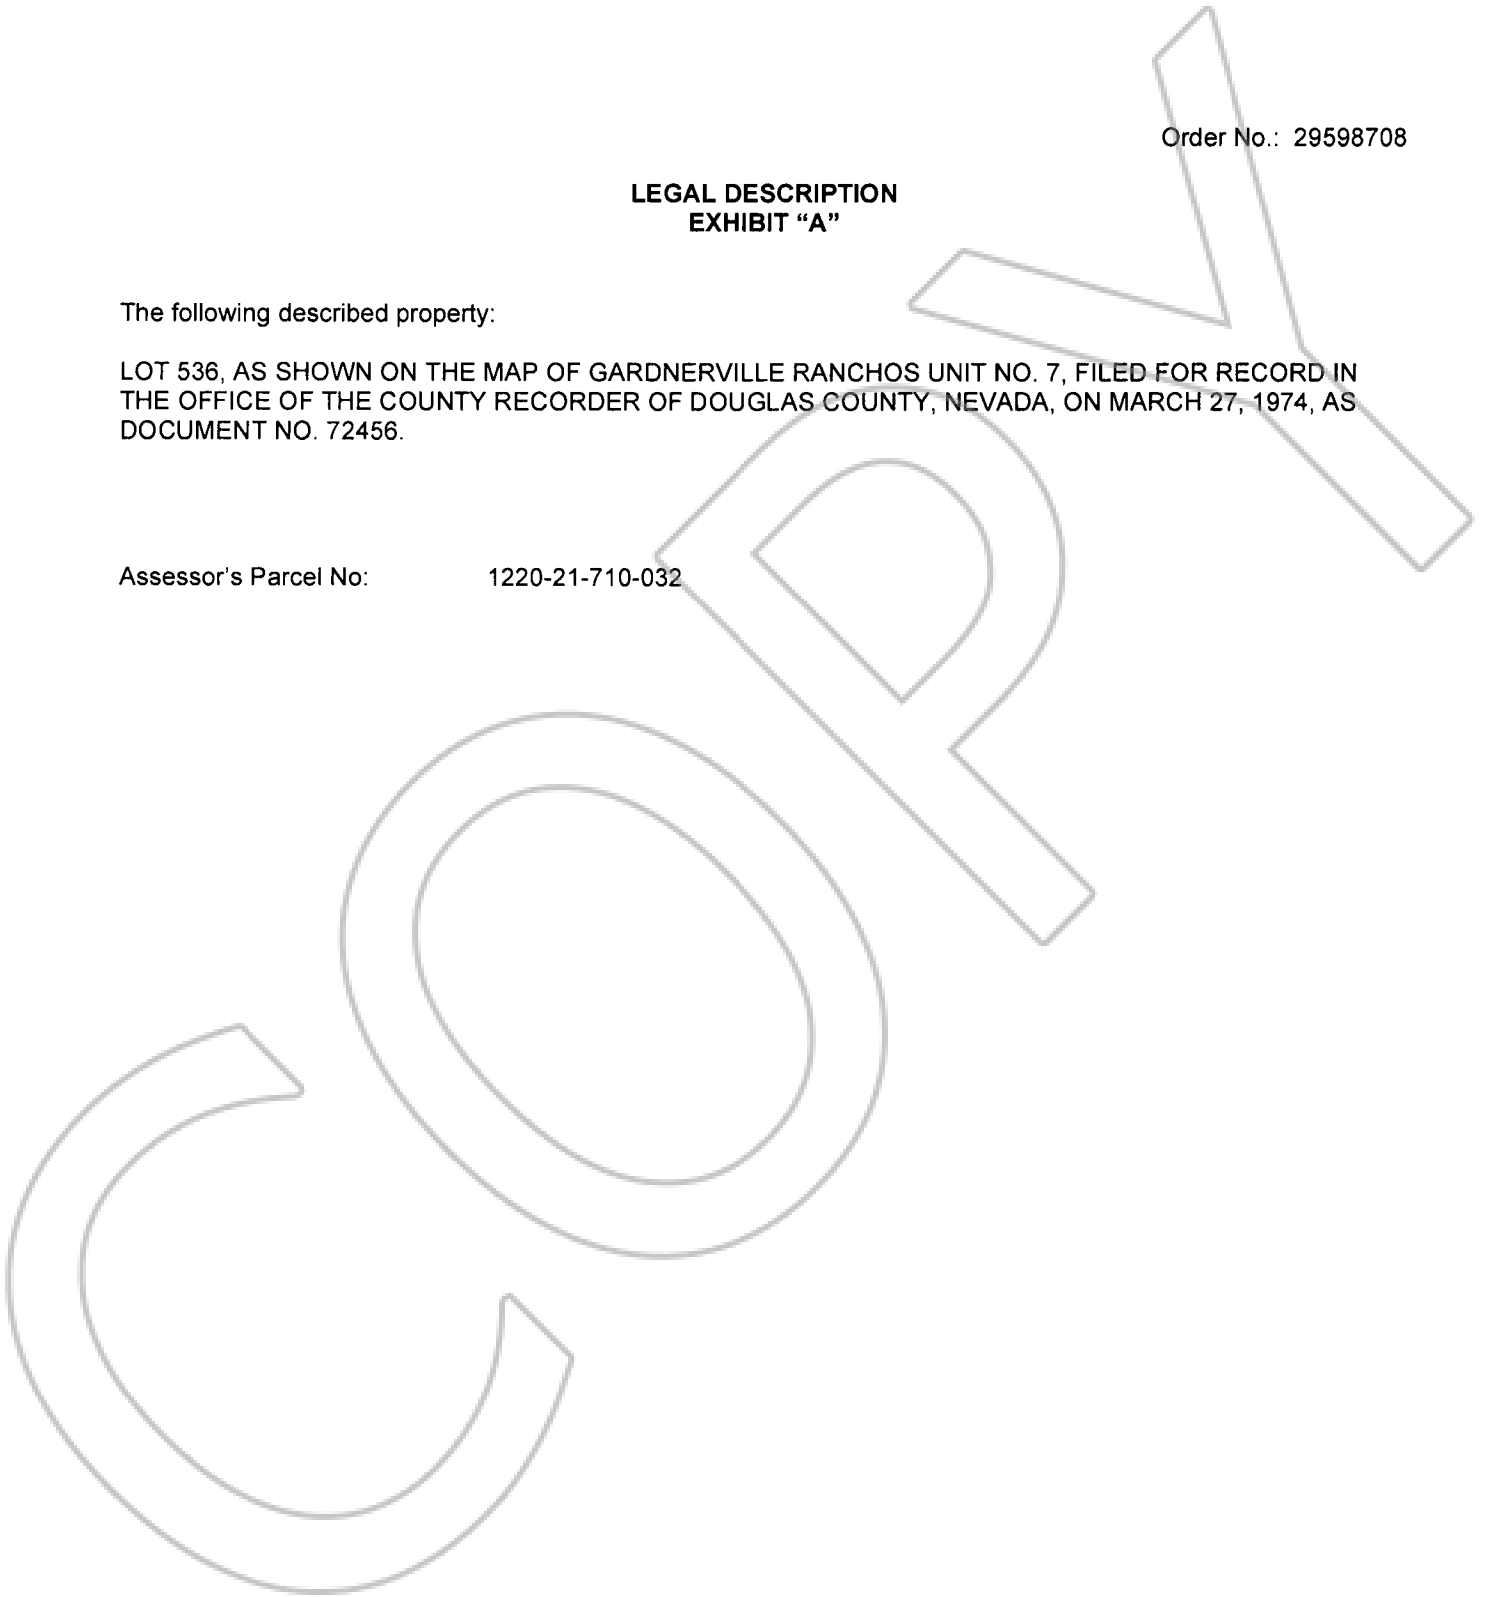 Order No.: 29598708
LEGAL DESCRIPTION
EXHIBIT “A”
The following described property:
LOT 536, AS SHOWN ON THE MAP OF GARDNERVILLE RANCHOS UNIT NO. 7, FILED FOR RECORD IN
THE OFFICE OF THE COUNTY RECORDER OF DOUGLAS COUNTY, NEVADA, ON MARCH 27, 1974, AS
DOCUMENT NO. 72456.
Assessor’s Parcel No: 1220-21-710-032
COPY